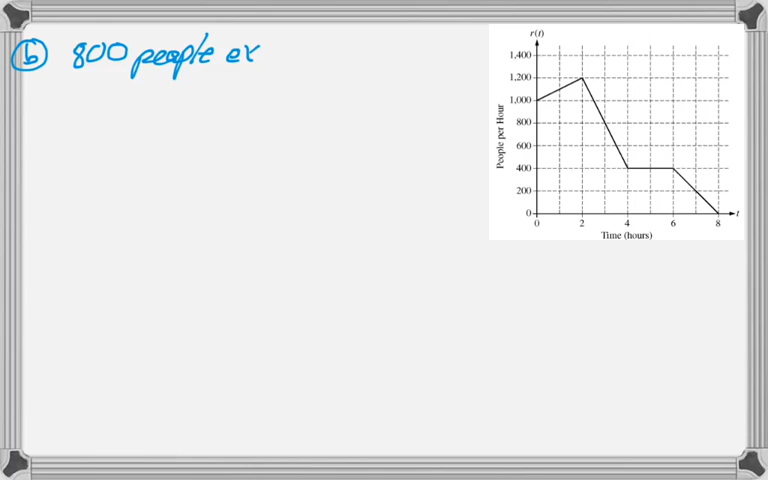 b 800 people ex
r(t)
1,400
1,200
1,000
800
600
400
200
0
People per Hour
0 2 4 6 8 t
Time (hours)